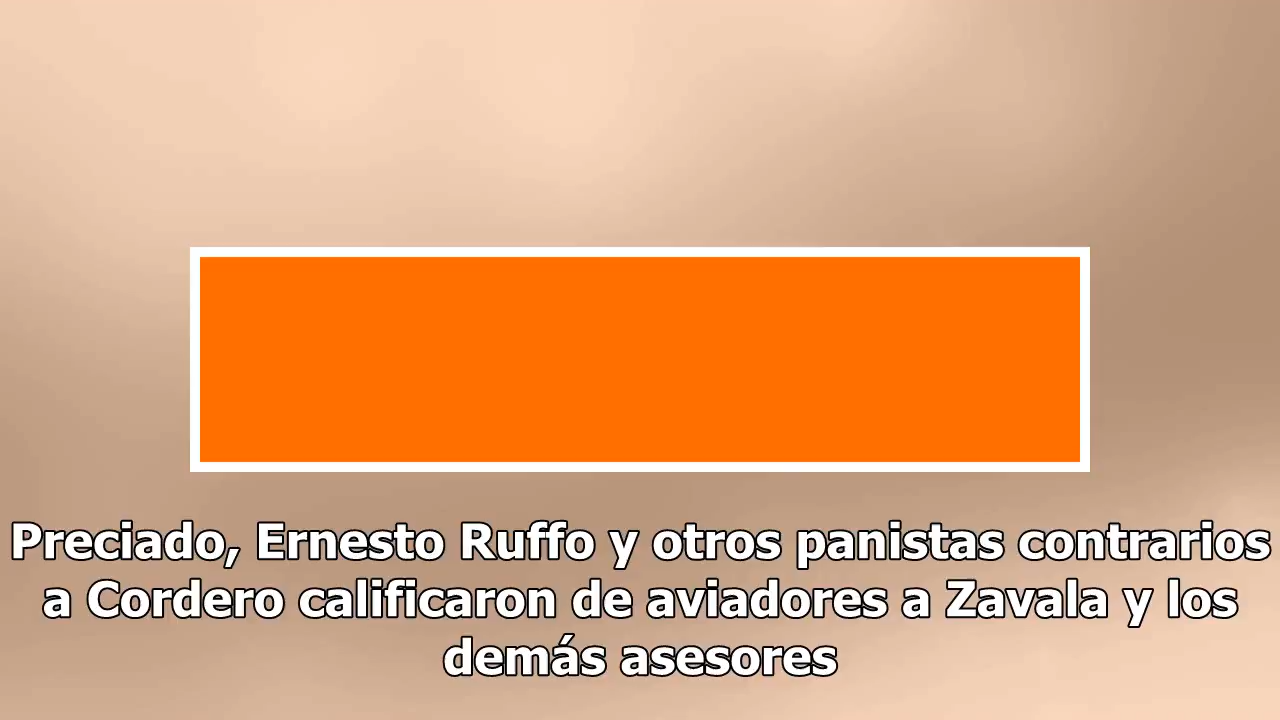 Preciado, Ernesto Ruffo y otros panistas contrarios
a Cordero calificaron de aviadores a Zavala y los
demás asesores